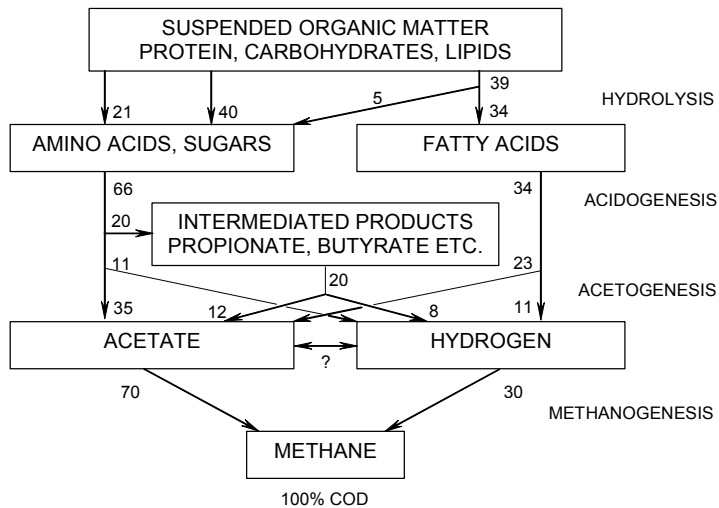 SUSPENDED ORGANIC MATTER
PROTEIN, CARBOHYDRATES, LIPIDS
39
5
HYDROLYSIS
21
40
34
AMINO ACIDS, SUGARS
FATTY ACIDS
66
34
ACIDOGENESIS
20
INTERMEDIATED PRODUCTS
PROPIONATE, BUTYRATE ETC.
11
20
23
ACETOGENESIS
35
12
8
11
ACETATE
HYDROGEN
?
70
30
METHANOGENESIS
METHANE
100% COD